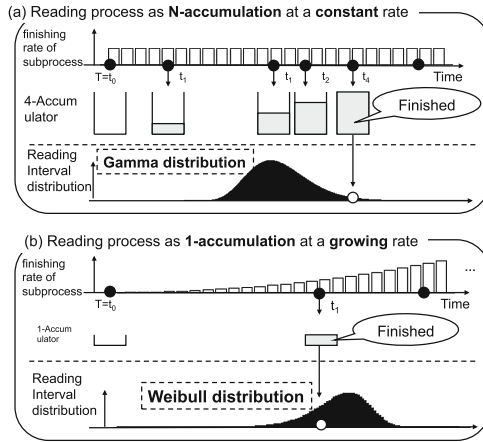 (a) Reading process as N-accumulation at a constant rate
finishing
rate of
subprocess
T=t0
t1
t1
t2
t4
Time
4-Accum
ulator
Finished
Reading
Interval
distribution
Gamma distribution
(b) Reading process as 1-accumulation at a growing rate
finishing
rate of
subprocess
...
T=t0
t1
Time
1-Accum
ulator
Finished
Reading
Interval
distribution
Weibull distribution